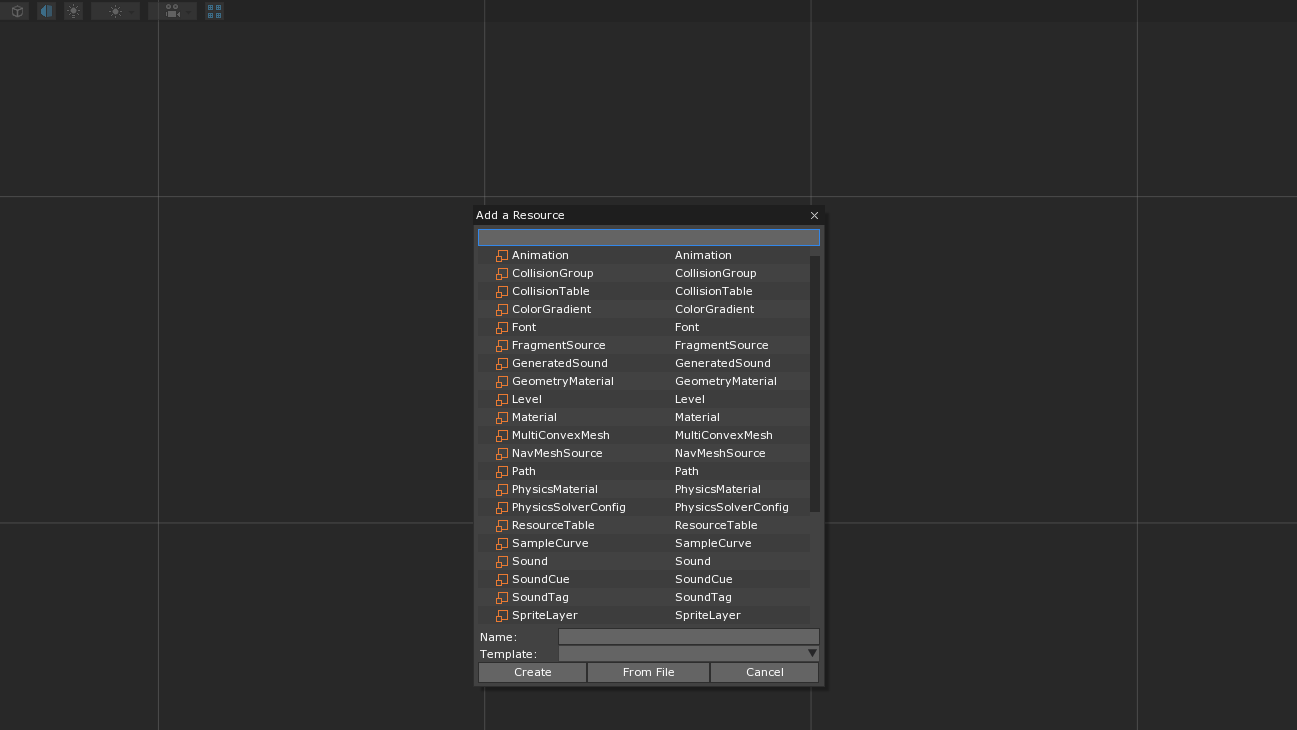 Add a Resource
Animation Animation
CollisionGroup CollisionGroup
CollisionTable CollisionTable
ColorGradient ColorGradient
Font Font
FragmentSource FragmentSource
GeneratedSound GeneratedSound
GeometryMaterial GeometryMaterial
Level Level
Material Material
MultiConvexMesh MultiConvexMesh
NavMeshSource NavMeshSource
Path Path
PhysicsMaterial PhysicsMaterial
PhysicsSolverConfig PhysicsSolverConfig
ResourceTable ResourceTable
SampleCurve SampleCurve
Sound Sound
SoundCue SoundCue
SoundTag SoundTag
SpriteLayer SpriteLayer
Name:
Template:
Create From File Cancel